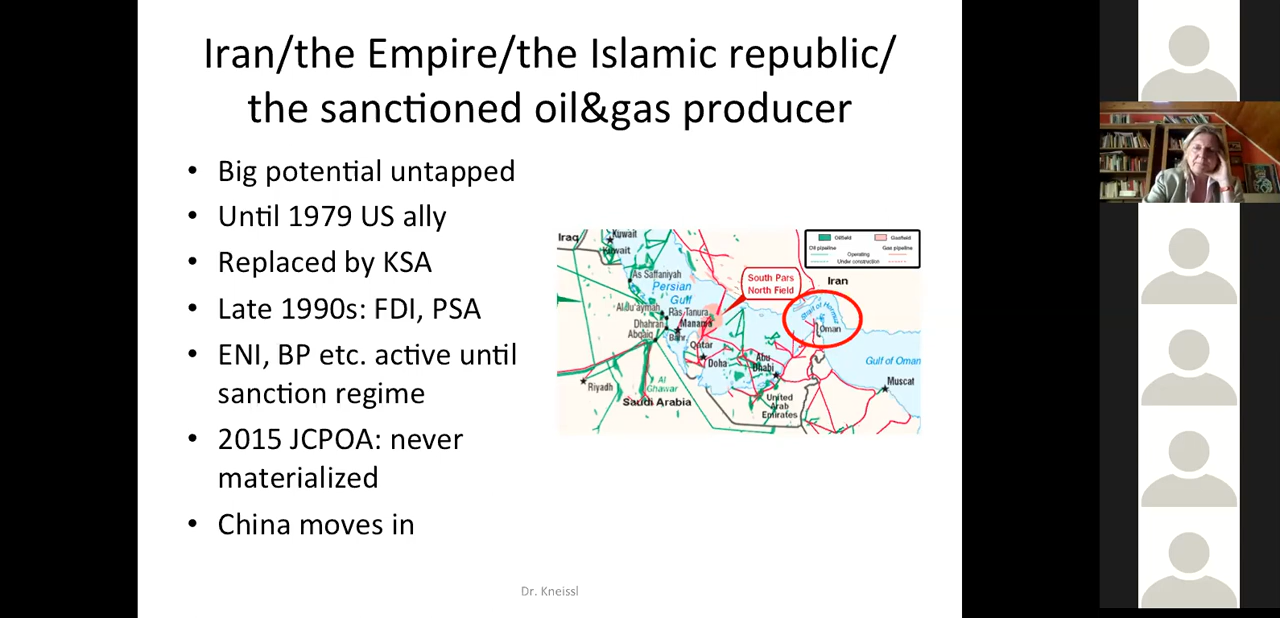 Iran/the Empire/the Islamic republic/
the sanctioned oil&gas producer
• Big potential untapped
• Until 1979 US ally
• Replaced by KSA
• Late 1990s: FDI, PSA
• ENI, BP etc. active until
sanction regime
• 2015 JCPOA: never
materialized
• China moves in
Iraq
Kuwait
Kuwait
As Saffaniyah
Persian
Gulf
Ras Tanura
Dhahran
Manama
Abqaiq
Bahr.
Qatar
Doha
Abu
Dhabi
Riyadh
Al
Ghawar
Saudi Arabia
United
Arab
Emirates
South Pars
North Field
Oilfield
Gasfield
Oil pipeline
Gas pipeline
Operating
Under construction
Iran
Strait of Hormuz
Oman
Gulf of Oman
Muscat
Dr. Kneissl